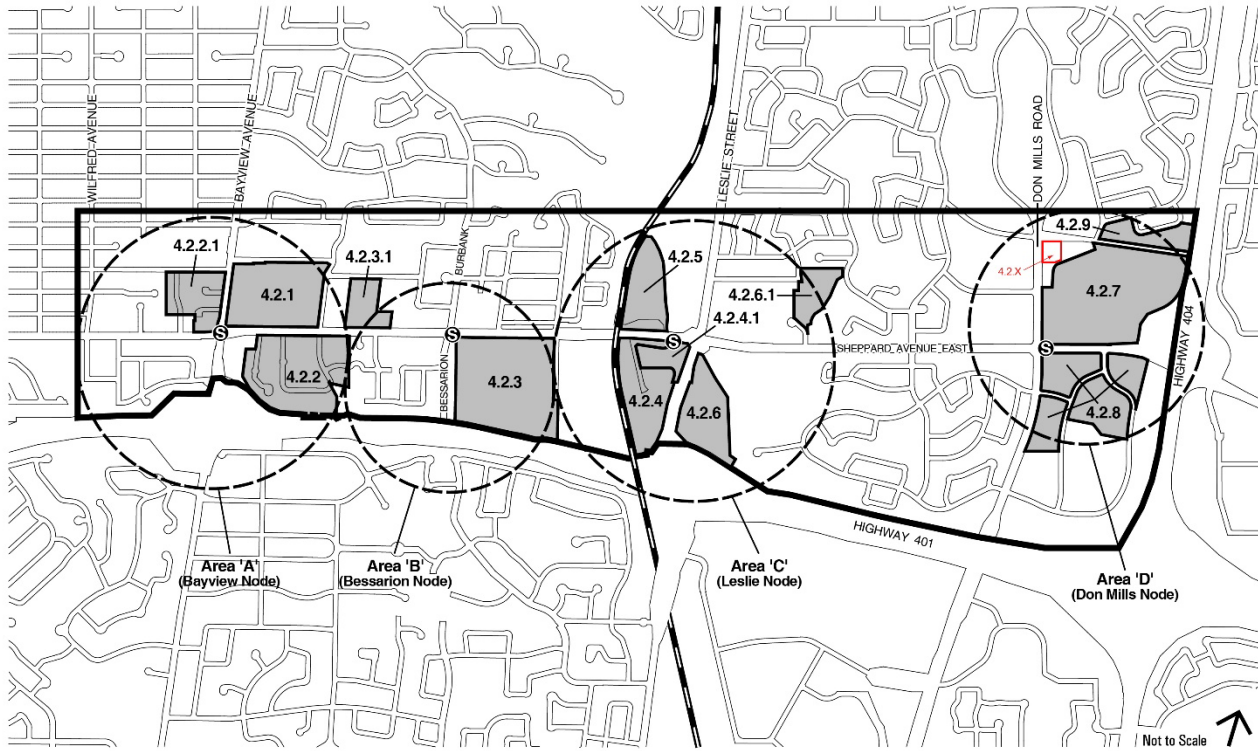 WILFRED AVENUE
BAYVIEW AVENUE
LESLIE STREET
DON MILLS ROAD
4.2.2.1
4.2.1
4.2.3.1
BURBANK
4.2.5
4.2.6.1
4.2.4.1
4.2.9
4.2.X
4.2.7
S
S
S
S
SHEPPARD AVENUE EAST
HIGHWAY 404
4.2.2
BESSARION
4.2.3
4.2.4
4.2.6
4.2.8
HIGHWAY 401
Area 'A'
(Bayview Node)
Area 'B'
(Bessarion Node)
Area 'C'
(Leslie Node)
Area 'D'
(Don Mills Node)
Not to Scale